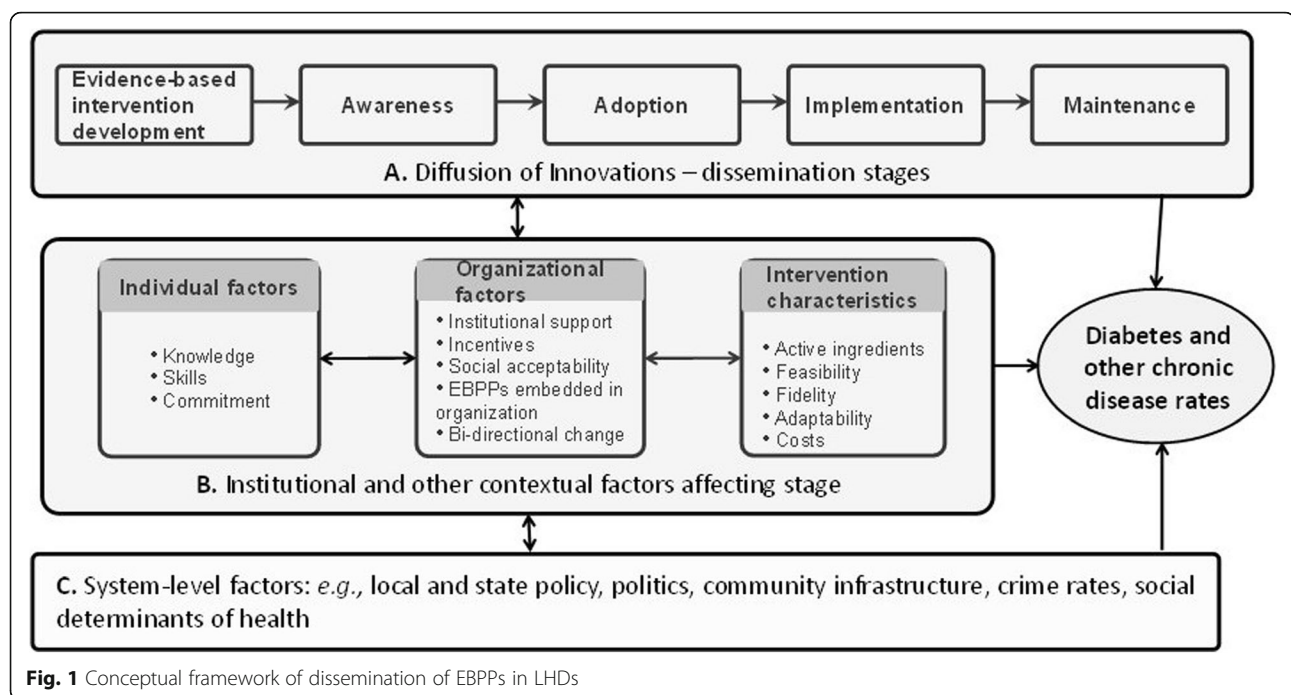 Evidence-based
intervention
development
Awareness
Adoption
Implementation
Maintenance
A. Diffusion of Innovations – dissemination stages
Individual factors
• Knowledge
• Skills
• Commitment
Organizational
factors
• Institutional support
• Incentives
• Social acceptability
• EBPPs embedded in
organization
• Bi-directional change
Intervention
characteristics
• Active ingredients
• Feasibility
• Fidelity
• Adaptability
• Costs
B. Institutional and other contextual factors affecting stage
Diabetes and
other chronic
disease rates
C. System-level factors: e.g., local and state policy, politics, community infrastructure, crime rates, social
determinants of health
Fig. 1 Conceptual framework of dissemination of EBPPs in LHDs